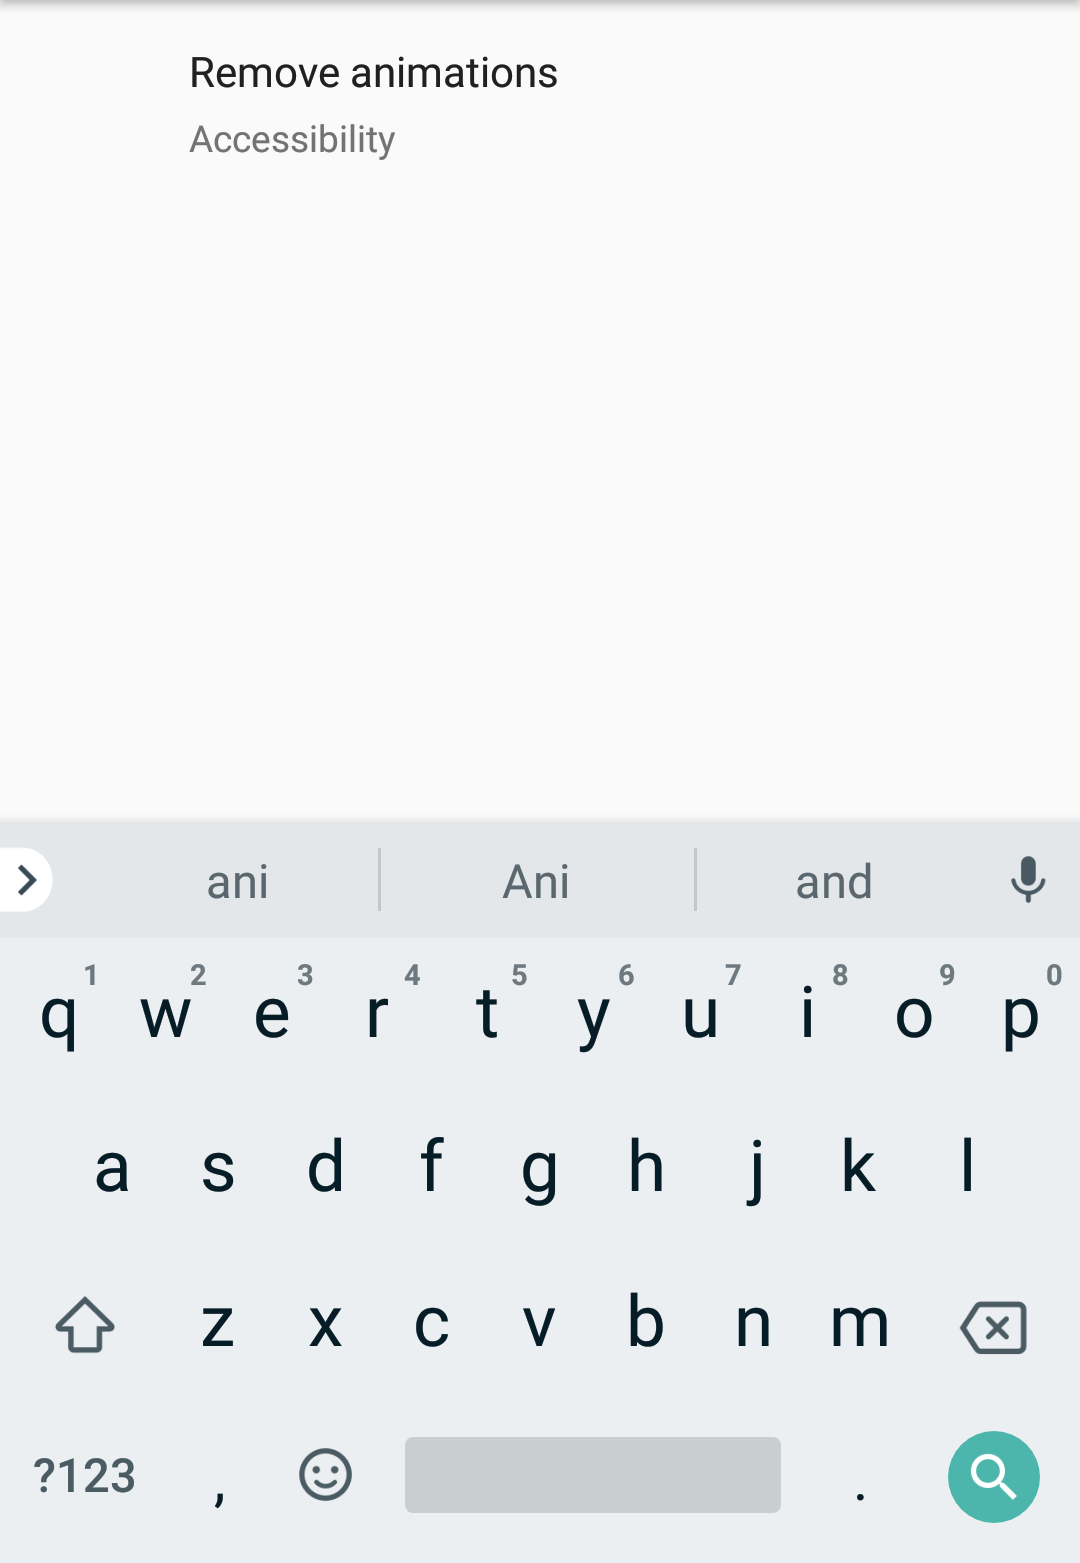 Remove animations
Accessibility
ani Ani and
q 1 w 2 e 3 r 4 t 5 y 6 u 7 i 8 o 9 p 0
a s d f g h j k l
z x c v b n m
?123 , .